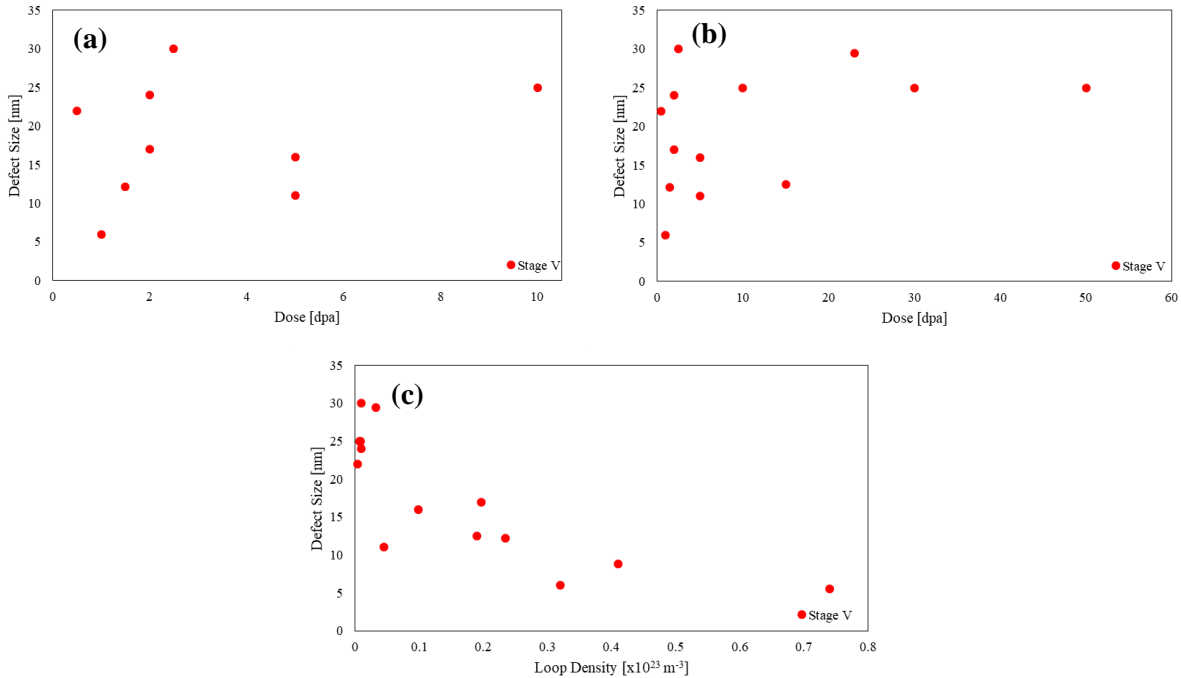 (a)
35
30
25
20
15
10
5
0
Defect Size [nm]
0 2 4 6 8 10
Dose [dpa]
Stage V
(b)
35
30
25
20
15
10
5
0
Defect Size [nm]
0 10 20 30 40 50 60
Dose [dpa]
Stage V
(c)
35
30
25
20
15
10
5
0
Defect Size [nm]
0 0.1 0.2 0.3 0.4 0.5 0.6 0.7 0.8
Loop Density [x10²³ m⁻³]
Stage V